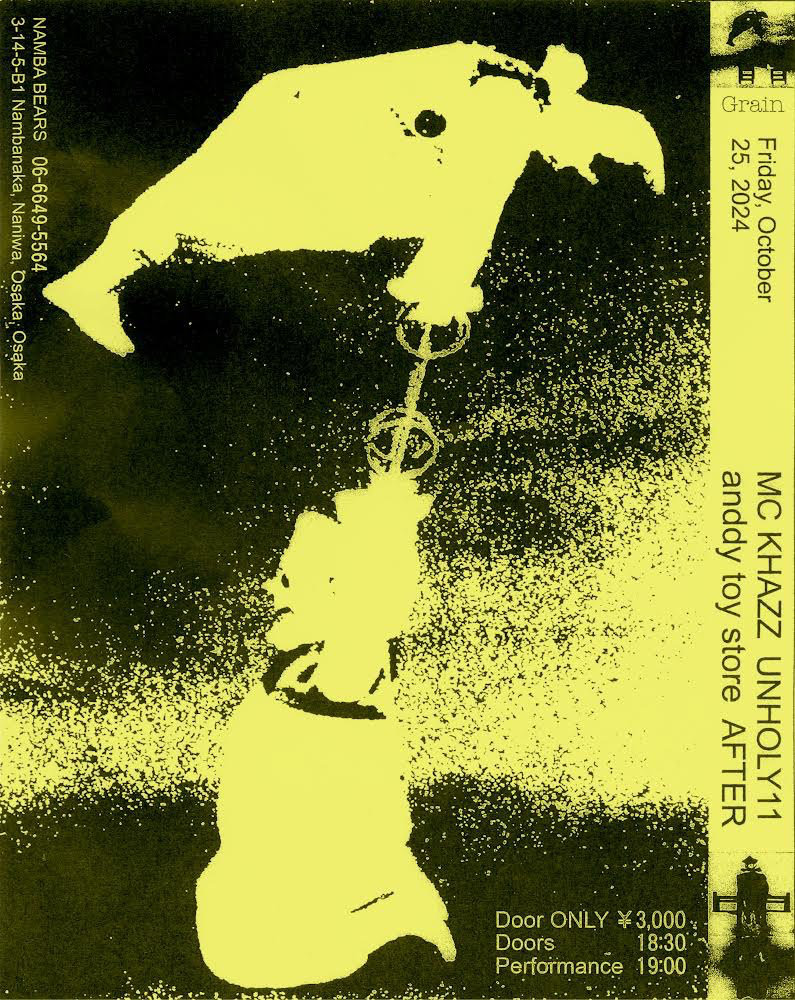 NAMBA BEARS 06-6649-5564
3-14-5-B1 Nambanaka, Naniwa, Osaka, Osaka
Grain
Friday, October
25, 2024
MC KHAZZ UNHOLY11
anddy toy store AFTER
Door ONLY ¥3,000
Doors 18:30
Performance 19:00